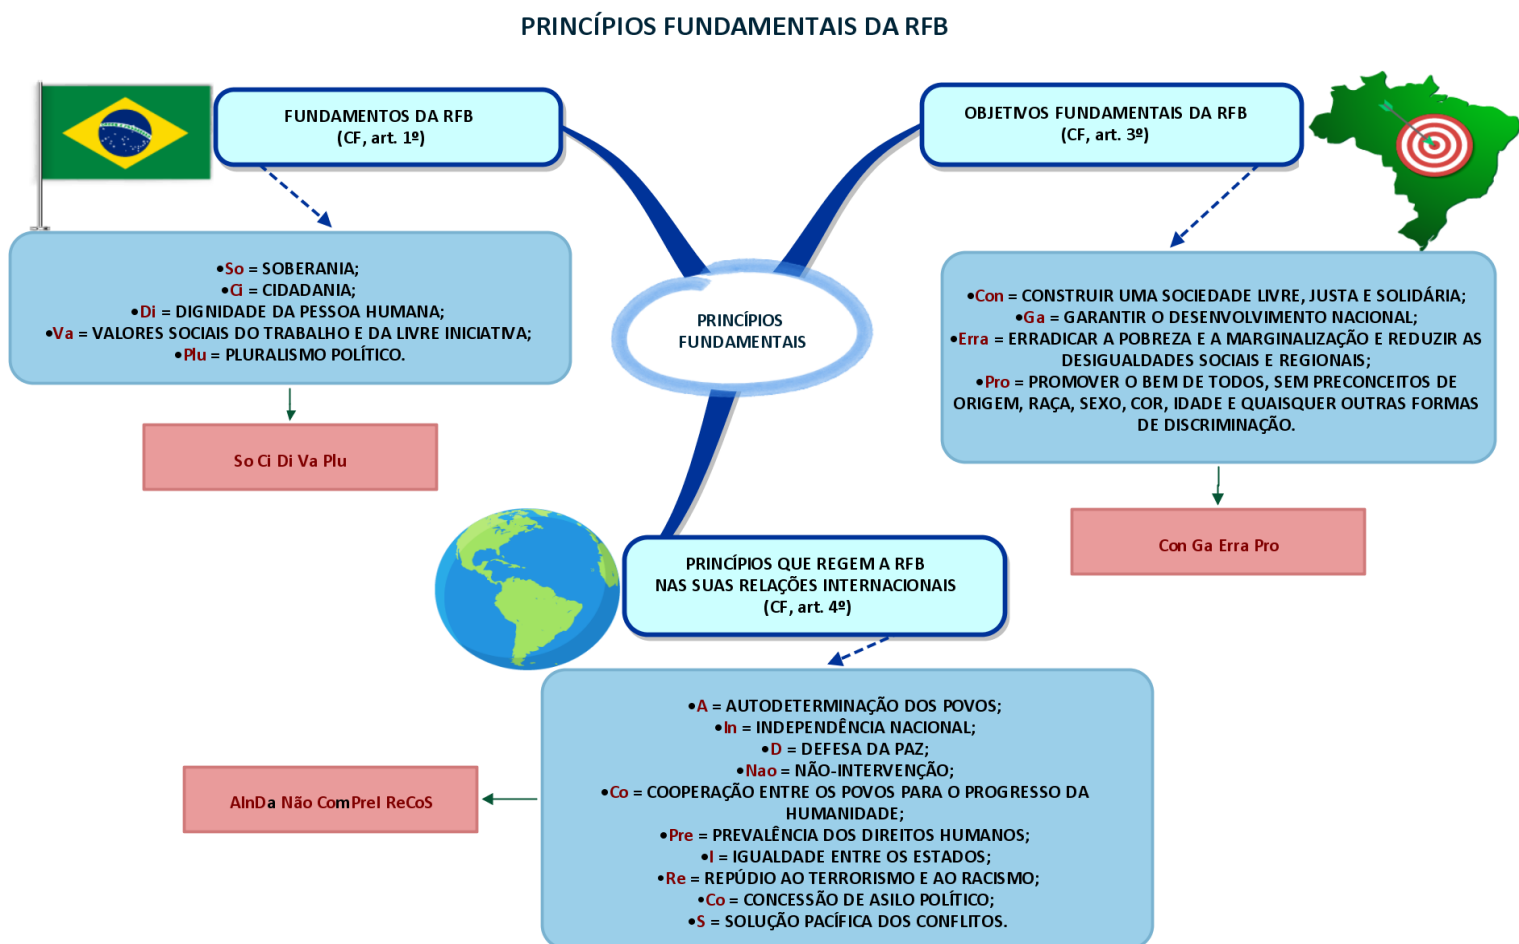 PRINCÍPIOS FUNDAMENTAIS DA RFB
FUNDAMENTOS DA RFB
(CF, art. 1º)
•So = SOBERANIA;
•Ci = CIDADANIA;
•Di = DIGNIDADE DA PESSOA HUMANA;
•Va = VALORES SOCIAIS DO TRABALHO E DA LIVRE INICIATIVA;
•Plu = PLURALISMO POLÍTICO.
So Ci Di Va Plu
OBJETIVOS FUNDAMENTAIS DA RFB
(CF, art. 3º)
•Con = CONSTRUIR UMA SOCIEDADE LIVRE, JUSTA E SOLIDÁRIA;
•Ga = GARANTIR O DESENVOLVIMENTO NACIONAL;
•Erra = ERRADICAR A POBREZA E A MARGINALIZAÇÃO E REDUZIR AS
DESIGUALDADES SOCIAIS E REGIONAIS;
•Pro = PROMOVER O BEM DE TODOS, SEM PRECONCEITOS DE
ORIGEM, RAÇA, SEXO, COR, IDADE E QUAISQUER OUTRAS FORMAS
DE DISCRIMINAÇÃO.
Con Ga Erra Pro
PRINCÍPIOS
FUNDAMENTAIS
PRINCÍPIOS QUE REGEM A RFB
NAS SUAS RELAÇÕES INTERNACIONAIS
(CF, art. 4º)
•A = AUTODETERMINAÇÃO DOS POVOS;
•In = INDEPENDÊNCIA NACIONAL;
•D = DEFESA DA PAZ;
•Nao = NÃO-INTERVENÇÃO;
•Co = COOPERAÇÃO ENTRE OS POVOS PARA O PROGRESSO DA
HUMANIDADE;
•Pre = PREVALÊNCIA DOS DIREITOS HUMANOS;
•I = IGUALDADE ENTRE OS ESTADOS;
•Re = REPÚDIO AO TERRORISMO E AO RACISMO;
•Co = CONCESSÃO DE ASILO POLÍTICO;
•S = SOLUÇÃO PACÍFICA DOS CONFLITOS.
AInDa Não ComPreI ReCoS